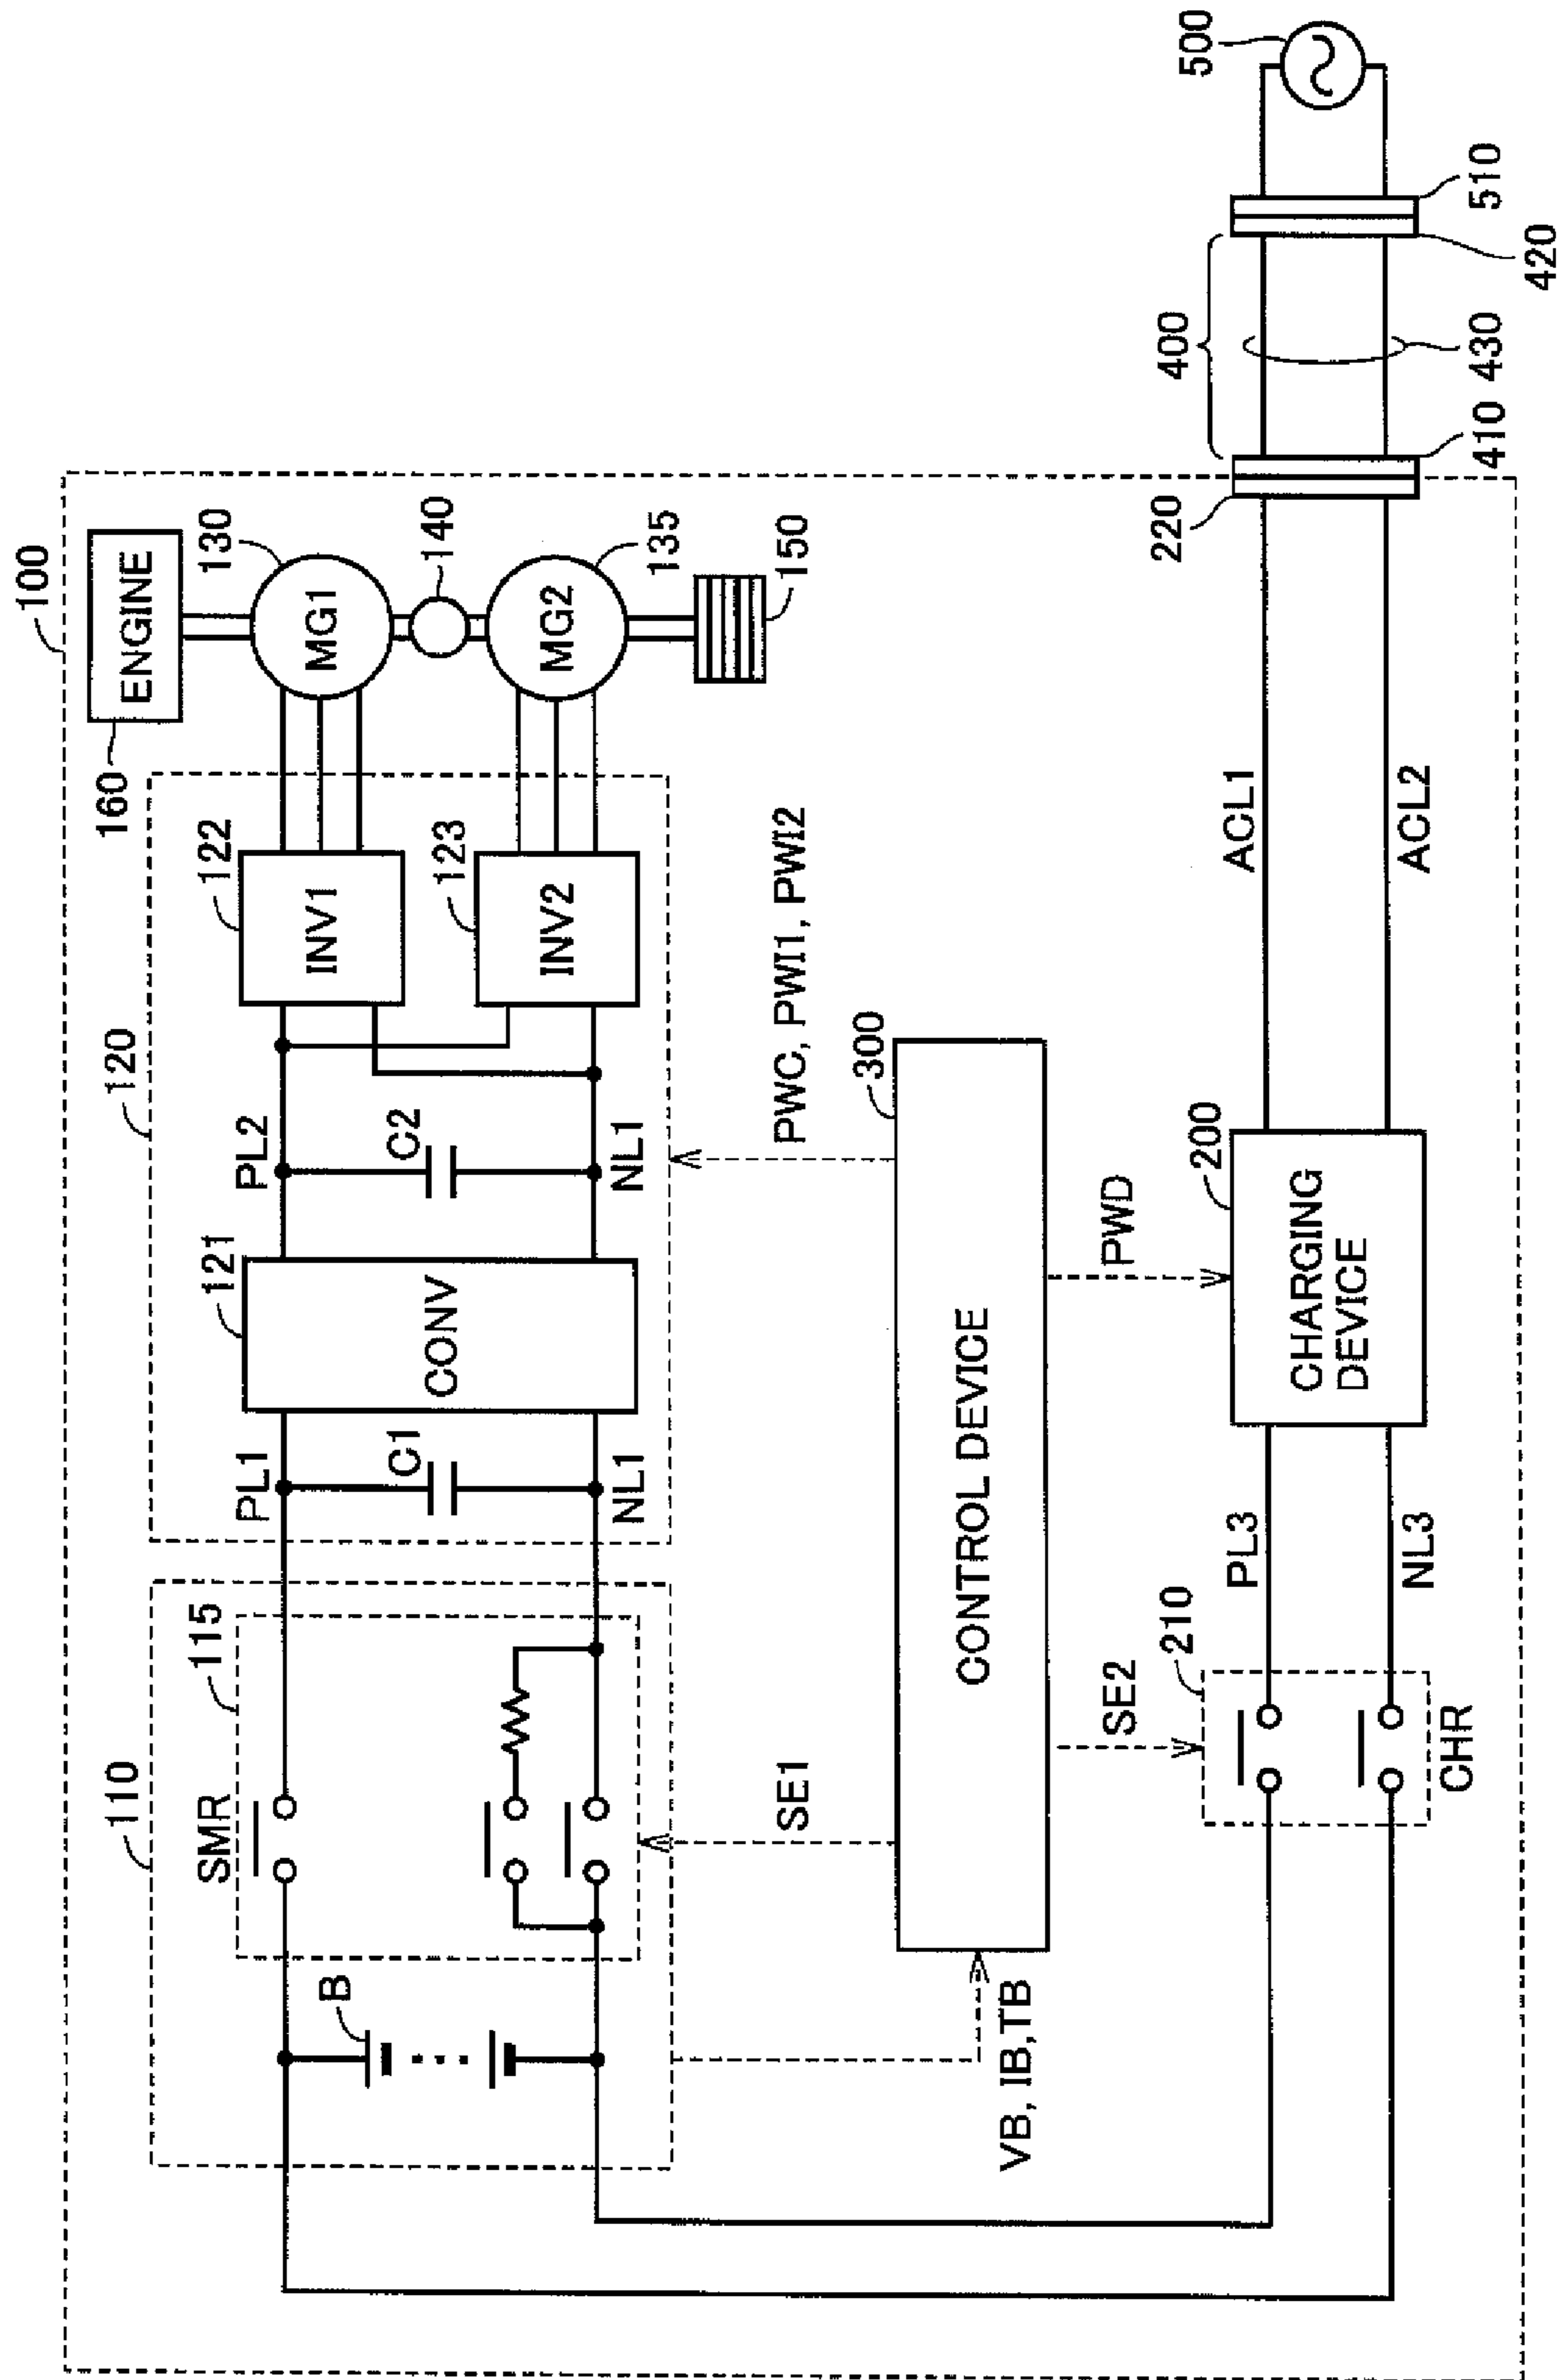 100
110
120
160
ENGINE
115
SMR
B
PL1
C1
NL1
121
CONV
PL2
C2
NL1
122
INV1
123
INV2
130
MG1
140
MG2
135
150
SE1
VB, IB,TB
PWC, PWI1, PWI2
300
CONTROL DEVICE
SE2
PWD
210
CHR
PL3
NL3
200
CHARGING
DEVICE
ACL1
ACL2
220
410
400
430
420
510
500